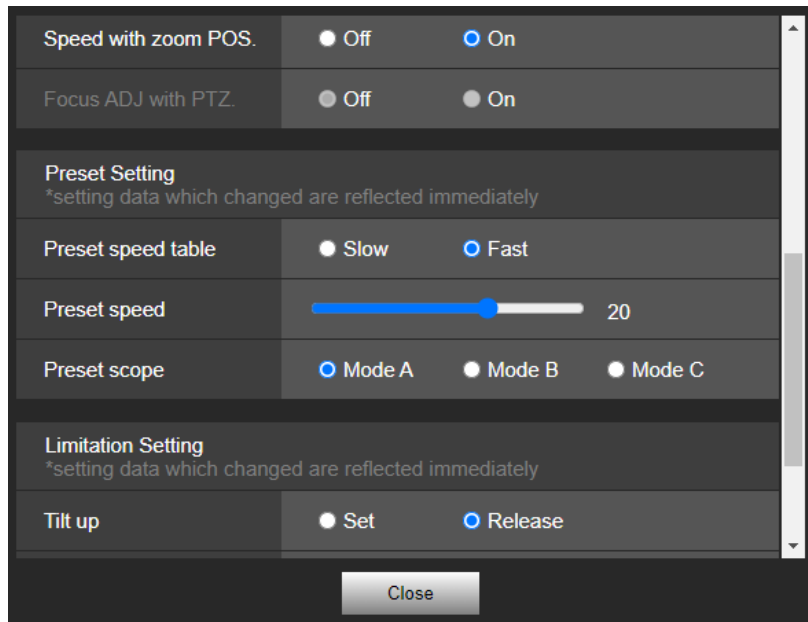 Speed with zoom POS. Off On
Focus ADJ with PTZ. Off On
Preset Setting
*setting data which changed are reflected immediately
Preset speed table Slow Fast
Preset speed 20
Preset scope Mode A Mode B Mode C
Limitation Setting
*setting data which changed are reflected immediately
Tilt up Set Release
Close